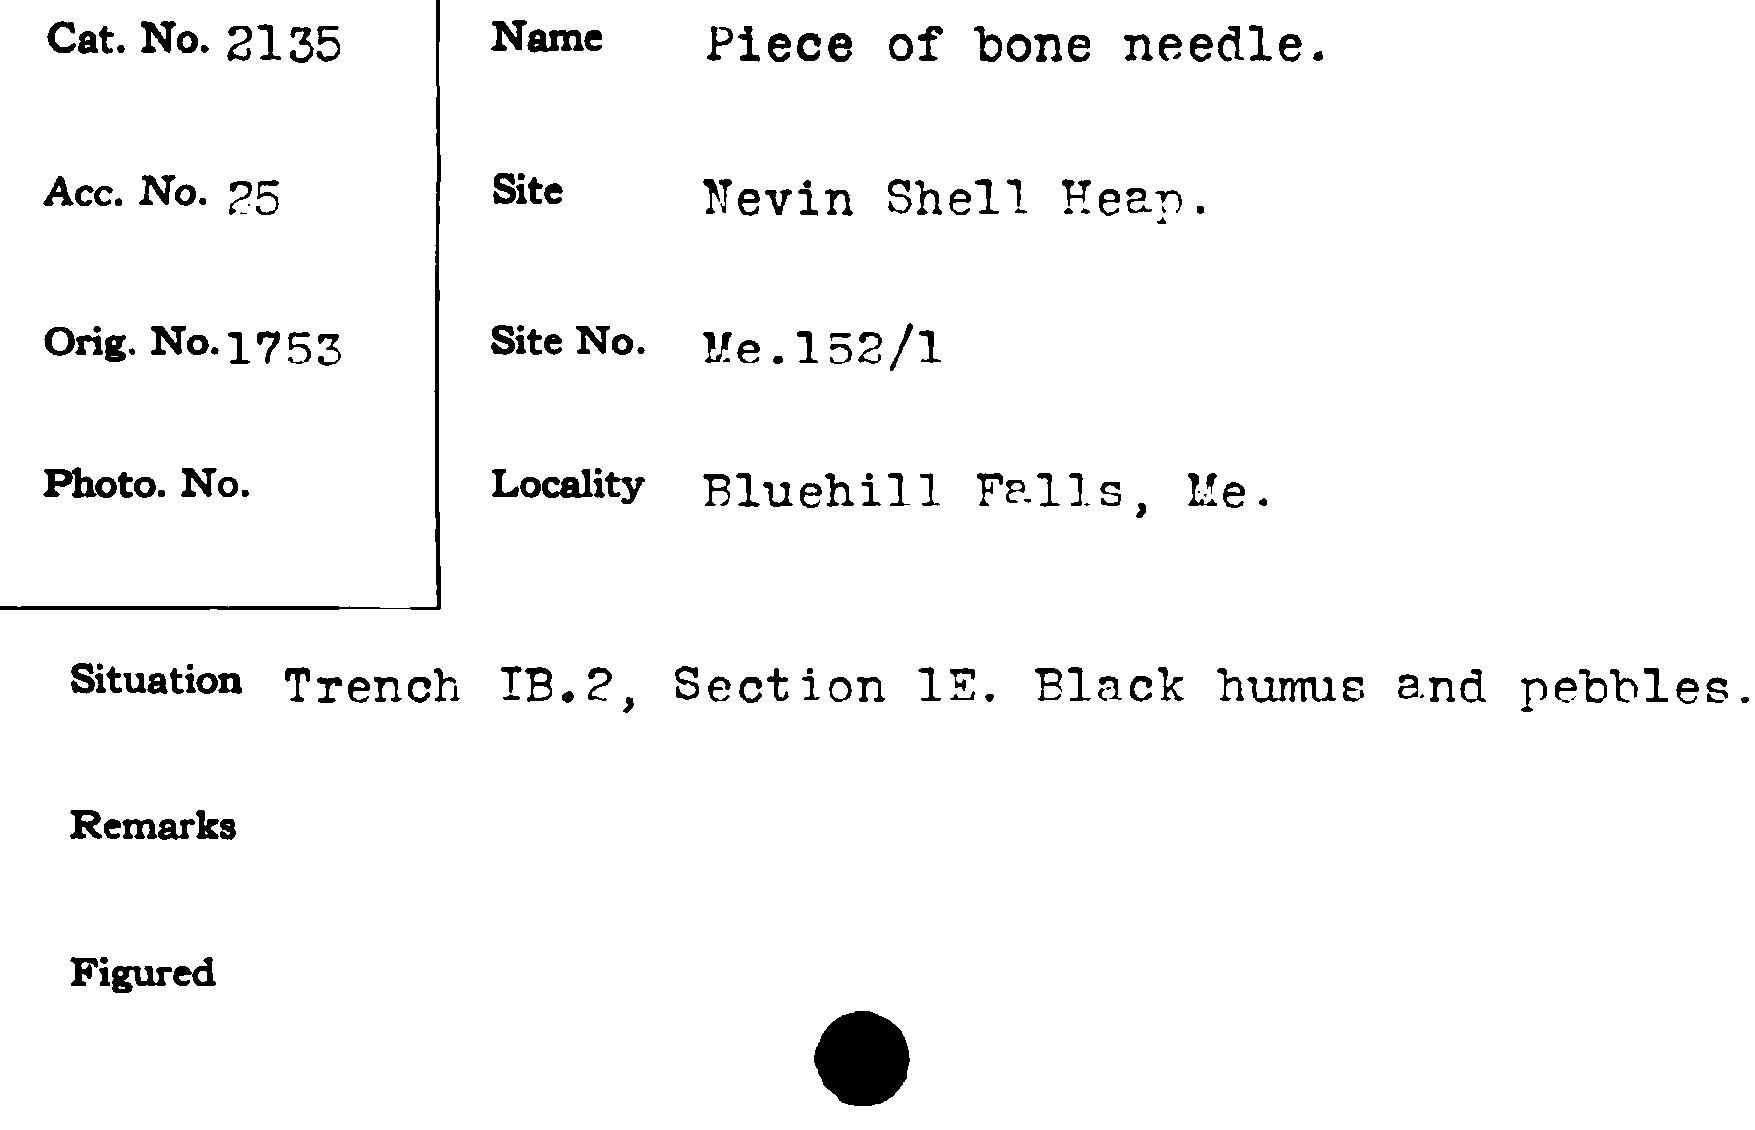 Cat. No. 2135
Name Piece of bone needle.
Acc. No. 25
Site Nevin Shell Heap.
Orig. No. 1753
Site No. Me.152/1
Photo. No.
Locality Bluehill Falls, Me.
Situation Trench IB.2, Section 1E. Black humus and pebbles.
Remarks
Figured